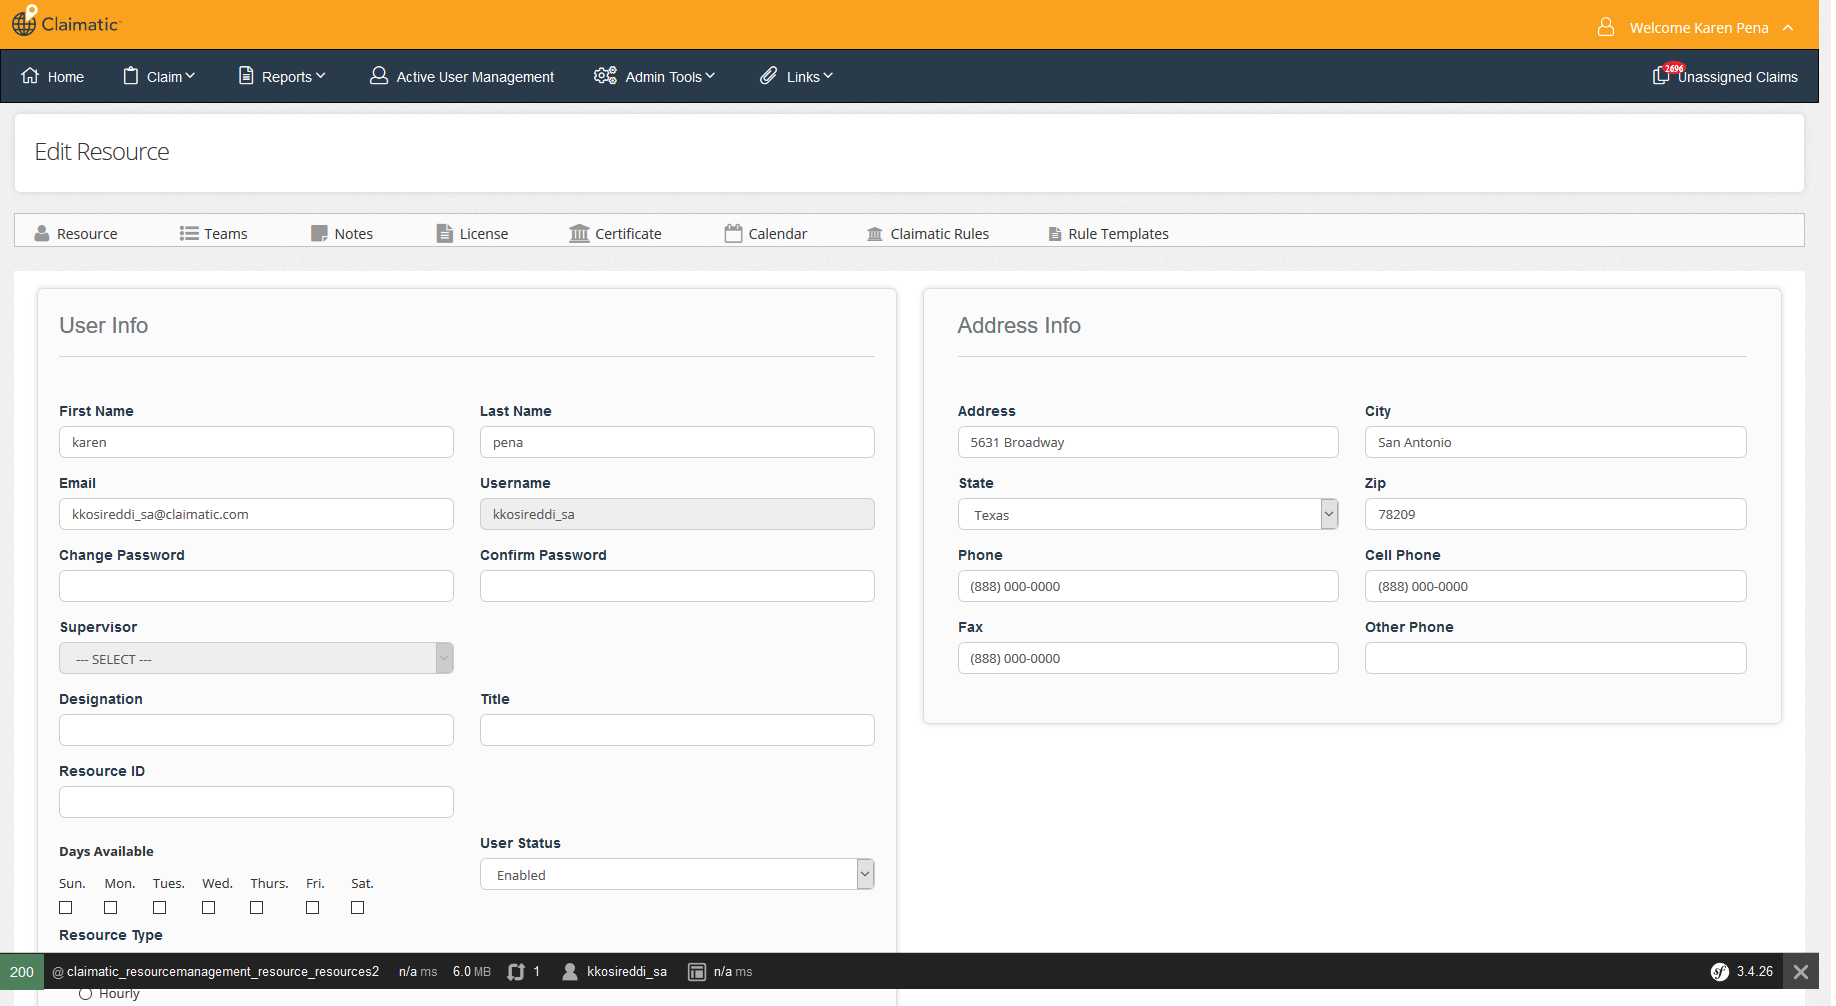 Claimatic
Welcome Karen Pena
Home
Claim
Reports
Active User Management
Admin Tools
Links
2696
Unassigned Claims
Edit Resource
Resource
Teams
Notes
License
Certificate
Calendar
Claimatic Rules
Rule Templates
User Info
First Name
Last Name
karen
pena
Email
Username
kkosireddi_sa@claimatic.com
kkosireddi_sa
Change Password
Confirm Password
Supervisor
--- SELECT ---
Designation
Title
Resource ID
Days Available
User Status
Enabled
Sun. Mon. Tues. Wed. Thurs. Fri. Sat.
Resource Type
Hourly
Address Info
Address
City
5631 Broadway
San Antonio
State
Zip
Texas
78209
Phone
Cell Phone
(888) 000-0000
(888) 000-0000
Fax
Other Phone
(888) 000-0000
200 @ claimatic_resourcemanagement_resource_resources2 n/a ms 6.0 MB 1 kkosireddi_sa n/a ms sf 3.4.26